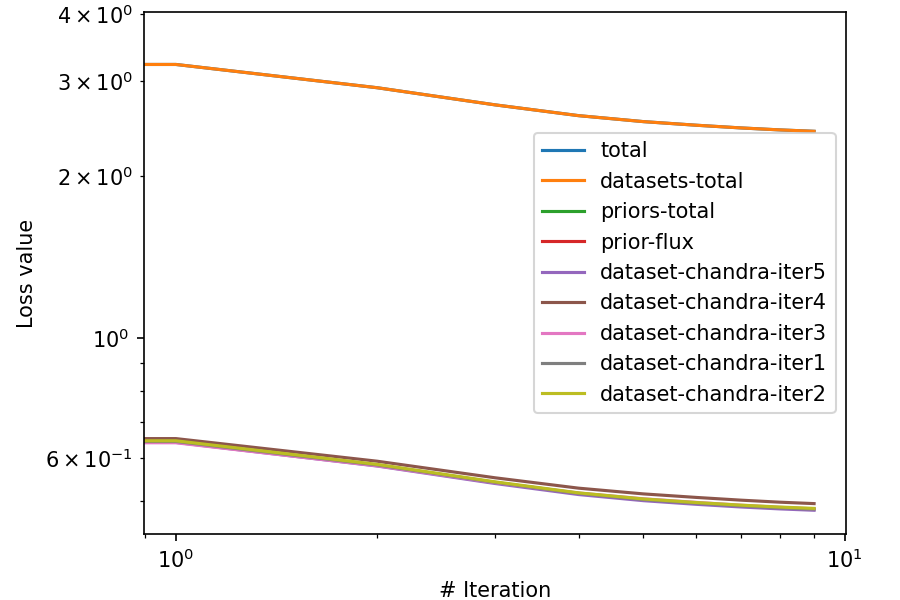 4 × 10⁰
3 × 10⁰
2 × 10⁰
10⁰
6 × 10⁻¹
Loss value
total
datasets-total
priors-total
prior-flux
dataset-chandra-iter5
dataset-chandra-iter4
dataset-chandra-iter3
dataset-chandra-iter1
dataset-chandra-iter2
10⁰
10¹
# Iteration